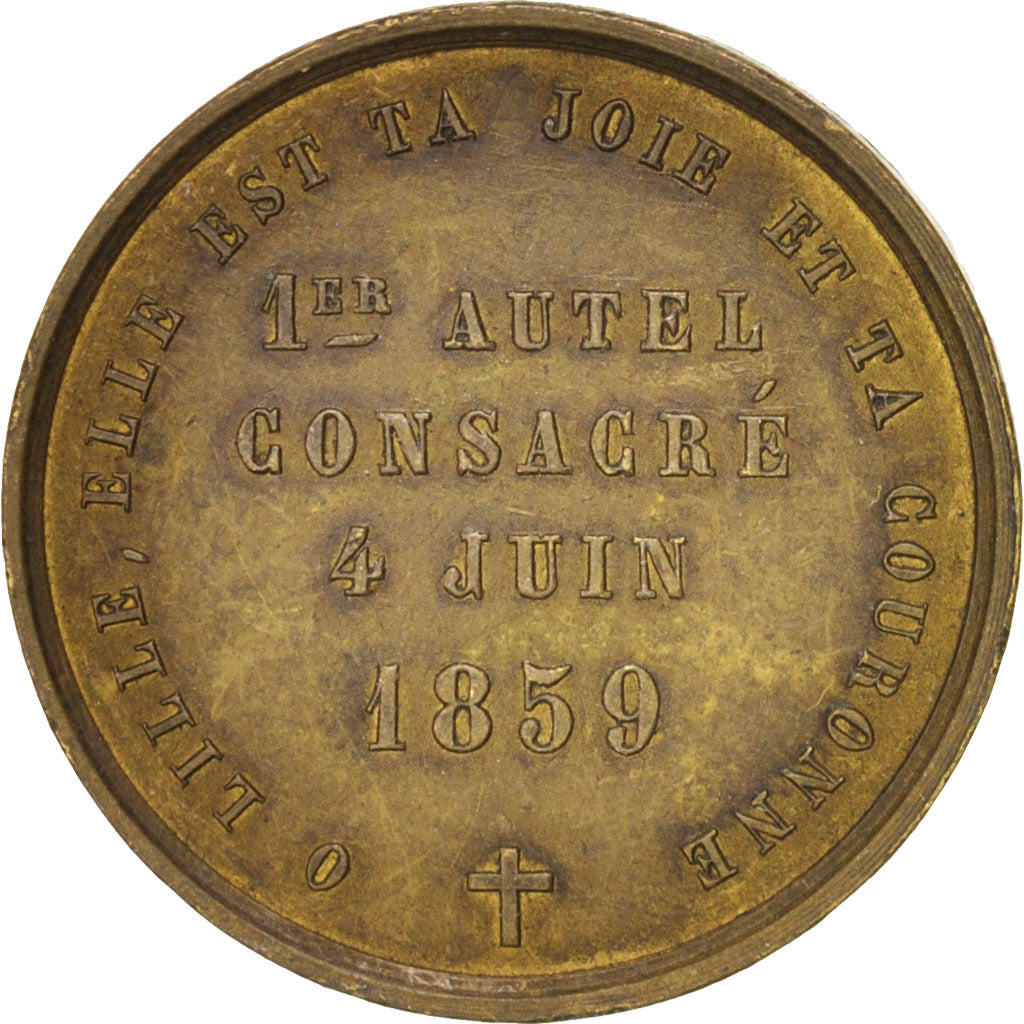 O LILLE, ELLE EST TA JOIE ET TA COURONNE
1ER AUTEL
CONSACRÉ
4 JUIN
1859